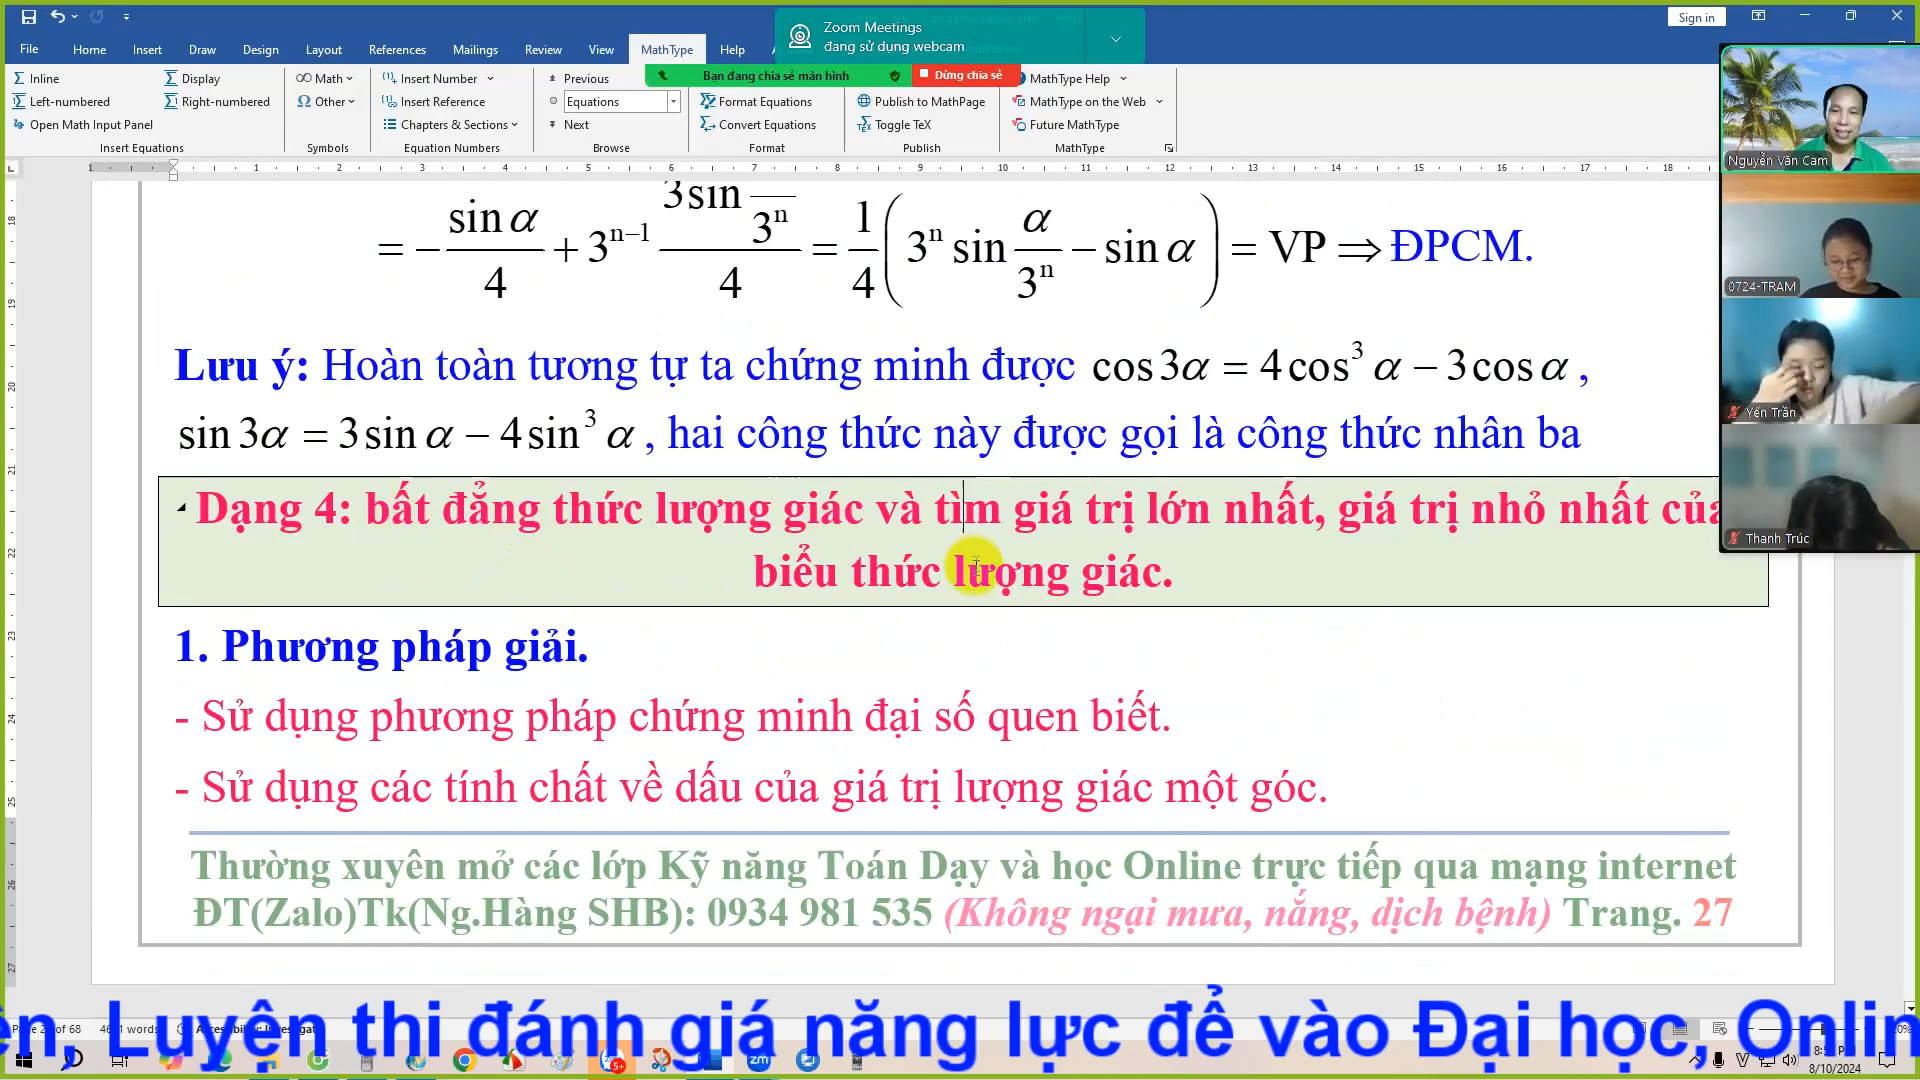 Zoom Meetings
đang sử dụng webcam
Sign in
File Home Insert Draw Design Layout References Mailings Review View MathType Help
Bạn đang chia sẻ màn hình Dừng chia sẻ
Inline Display Math Insert Number Previous MathType Help
Left-numbered Right-numbered Other Insert Reference Equations Format Equations Publish to MathPage MathType on the Web
Open Math Input Panel Chapters & Sections Next Convert Equations Toggle TeX Future MathType
Insert Equations Symbols Equation Numbers Browse Format Publish MathType
Nguyễn Văn Cam
0724-TRAM
Yến Trần
Thanh Trúc
= − sin α / 4 + 3^{n−1} 3sin / 3^n / 4 = 1/4 ( 3^n sin α/3^n − sin α ) = VP ⇒ ĐPCM.
Lưu ý: Hoàn toàn tương tự ta chứng minh được cos3α = 4cos³ α − 3cosα ,
sin3α = 3sin α − 4sin³ α , hai công thức này được gọi là công thức nhân ba
Dạng 4: bất đẳng thức lượng giác và tìm giá trị lớn nhất, giá trị nhỏ nhất của
biểu thức lượng giác.
1. Phương pháp giải.
- Sử dụng phương pháp chứng minh đại số quen biết.
- Sử dụng các tính chất về dấu của giá trị lượng giác một góc.
Thường xuyên mở các lớp Kỹ năng Toán Dạy và học Online trực tiếp qua mạng internet
ĐT(Zalo)Tk(Ng.Hàng SHB): 0934 981 535 (Không ngại mưa, nắng, dịch bệnh) Trang. 27
Luyện thi đánh giá năng lực để vào Đại học, Onlin
of 68 words
8/10/2024